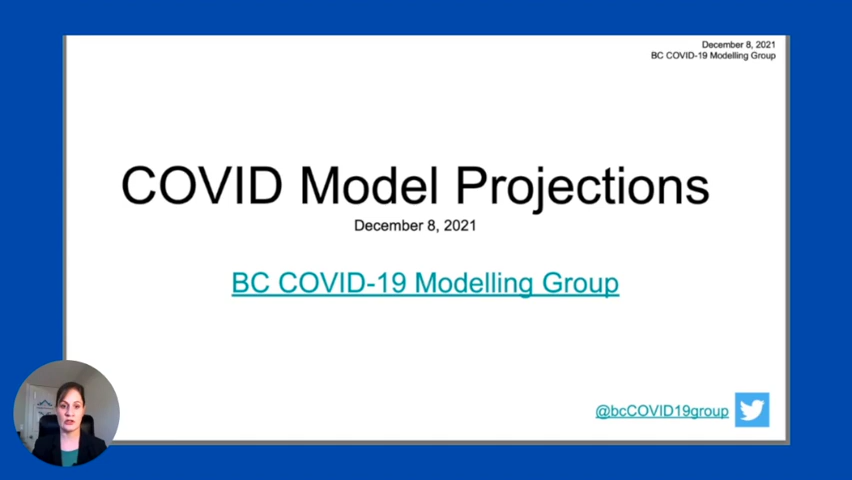 December 8, 2021
BC COVID-19 Modelling Group
COVID Model Projections
December 8, 2021
BC COVID-19 Modelling Group
@bcCOVID19group